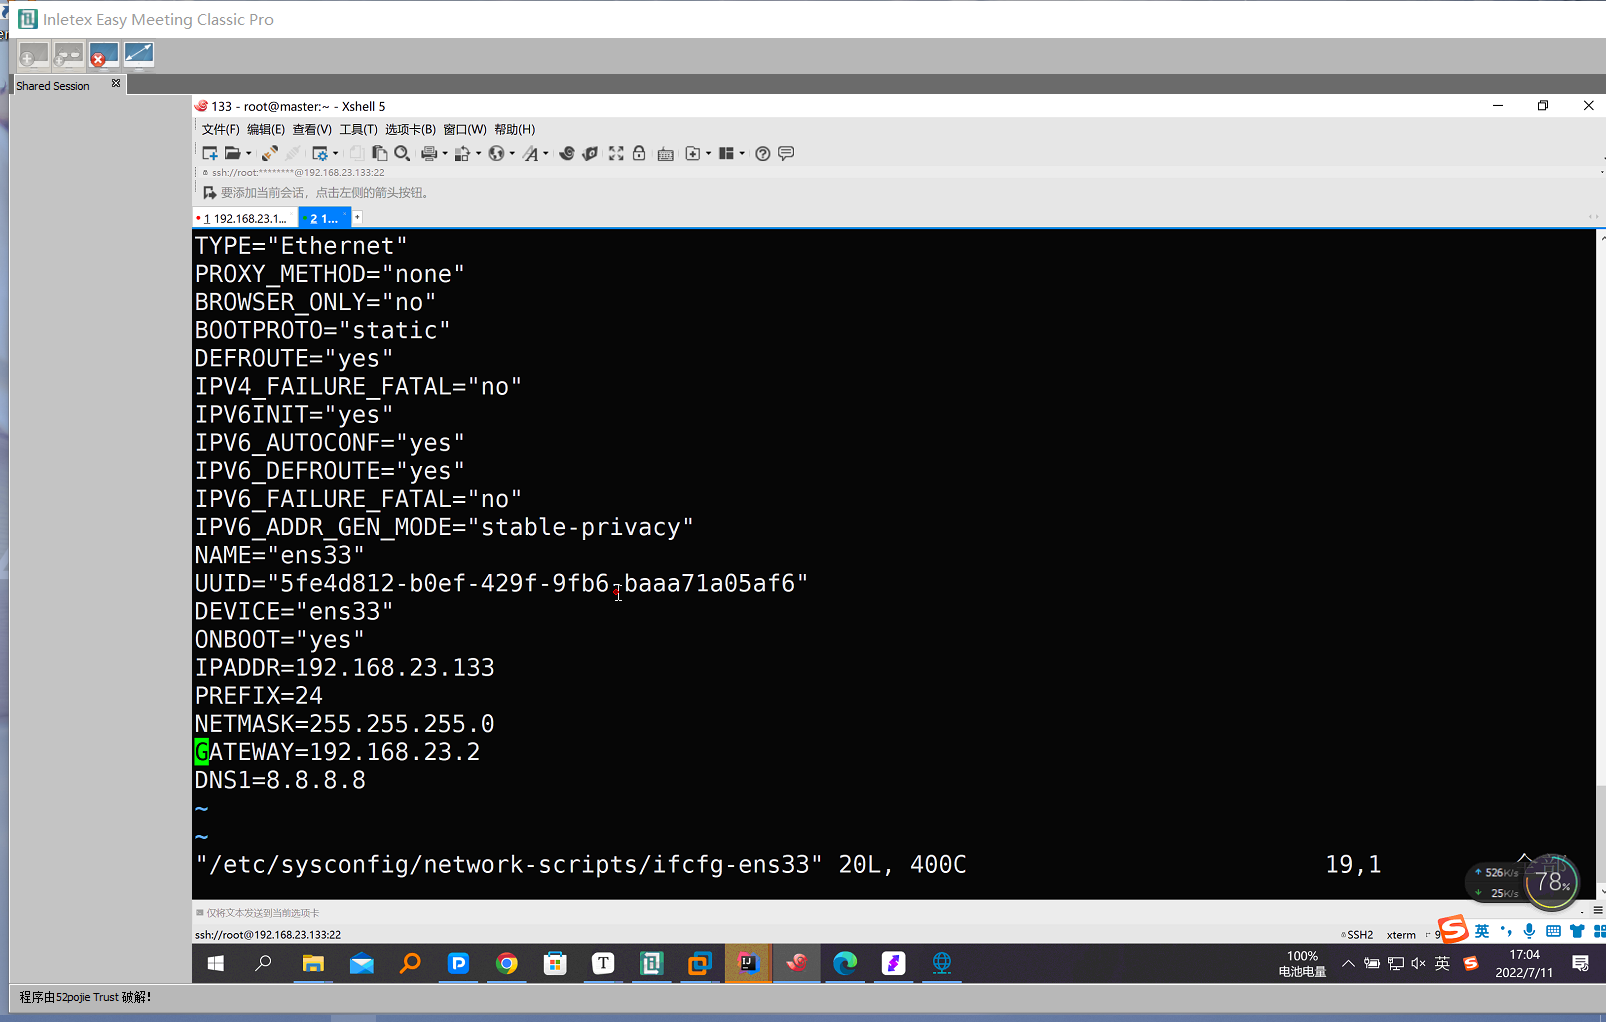 Inletex Easy Meeting Classic Pro
Shared Session
133 - root@master:~ - Xshell 5
文件(F) 编辑(E) 查看(V) 工具(T) 选项卡(B) 窗口(W) 帮助(H)
ssh://root:********@192.168.23.133:22
要添加当前会话，点击左侧的箭头按钮。
1 192.168.23.1... 2 1... +
TYPE="Ethernet"
PROXY_METHOD="none"
BROWSER_ONLY="no"
BOOTPROTO="static"
DEFROUTE="yes"
IPV4_FAILURE_FATAL="no"
IPV6INIT="yes"
IPV6_AUTOCONF="yes"
IPV6_DEFROUTE="yes"
IPV6_FAILURE_FATAL="no"
IPV6_ADDR_GEN_MODE="stable-privacy"
NAME="ens33"
UUID="5fe4d812-b0ef-429f-9fb6-baaa71a05af6"
DEVICE="ens33"
ONBOOT="yes"
IPADDR=192.168.23.133
PREFIX=24
NETMASK=255.255.255.0
GATEWAY=192.168.23.2
DNS1=8.8.8.8
~
~
"/etc/sysconfig/network-scripts/ifcfg-ens33" 20L, 400C 19,1
526K/s
25K/s
78%
仅将文本发送到当前选项卡
ssh://root@192.168.23.133:22 SSH2 xterm 英
100%
电池电量
英
17:04
2022/7/11
程序由52pojie Trust 破解！